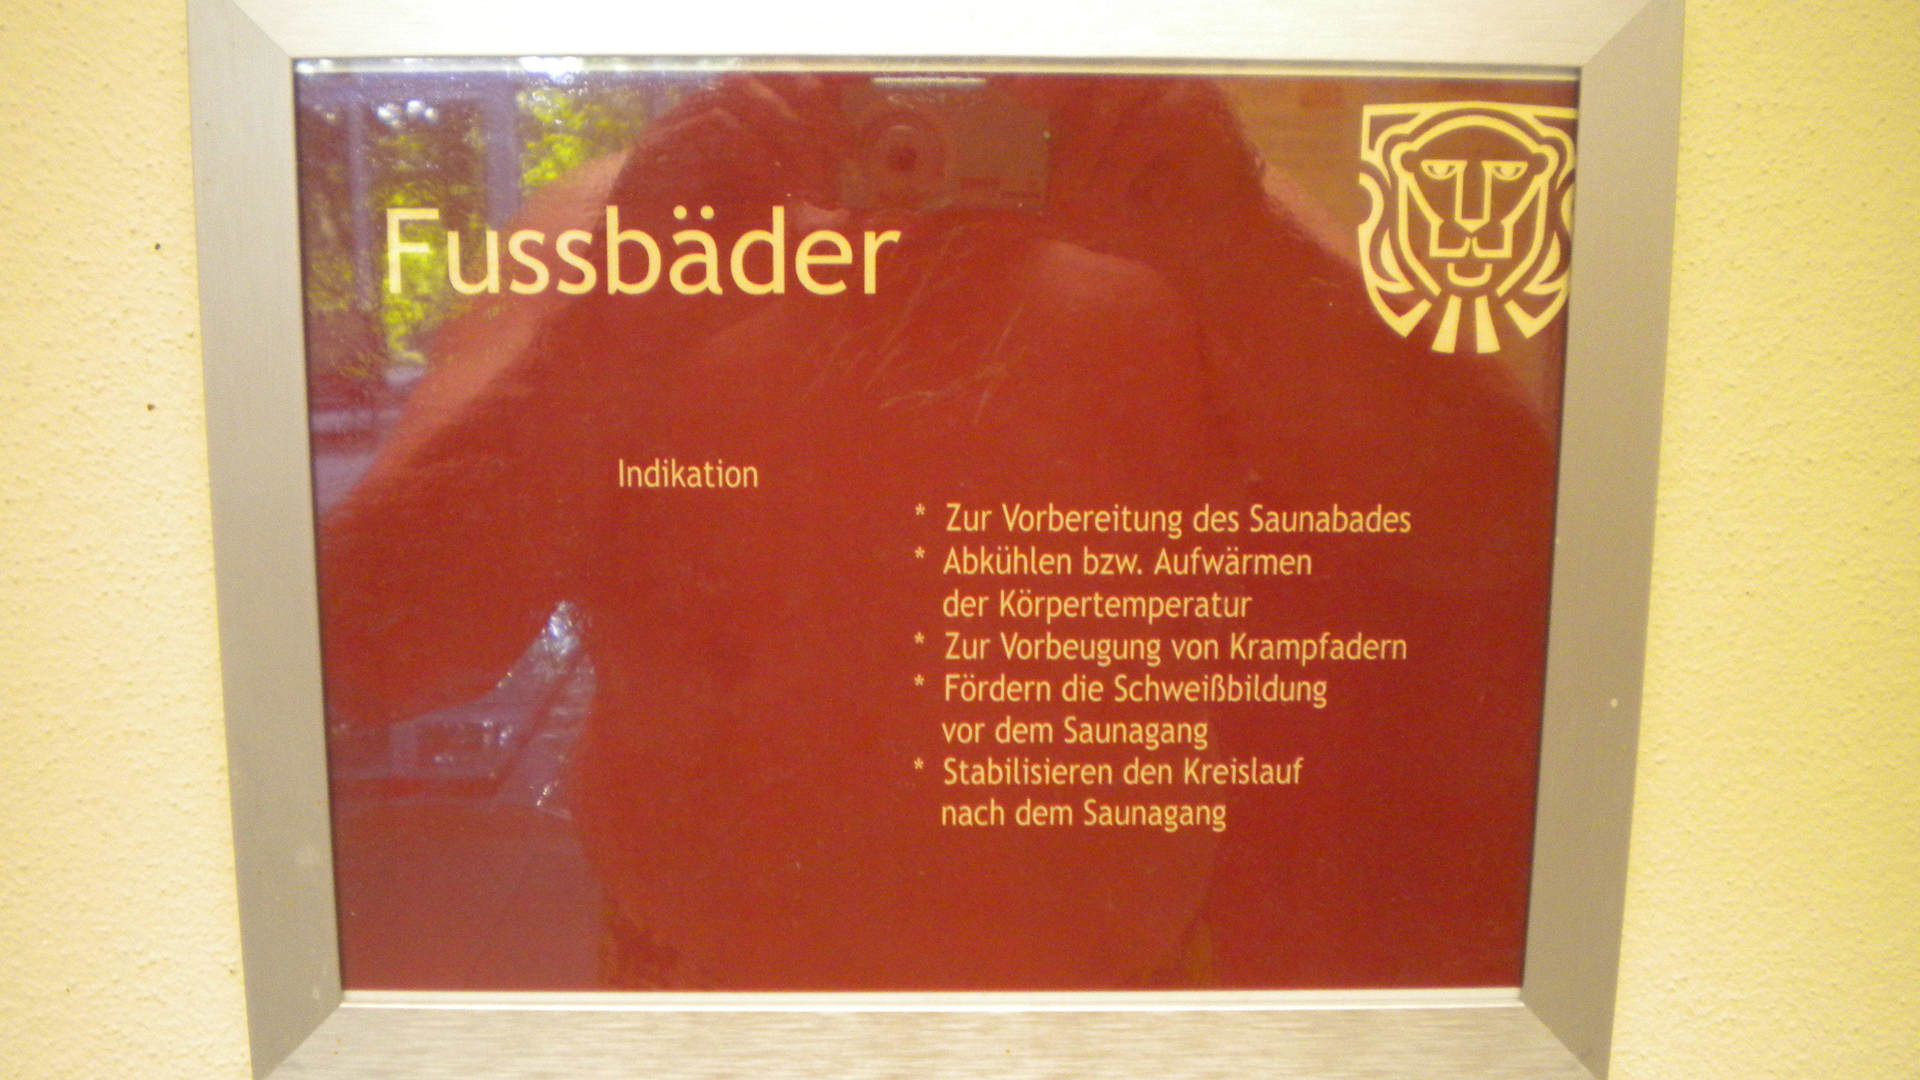 Fussbäder
Indikation
* Zur Vorbereitung des Saunabades
* Abkühlen bzw. Aufwärmen
der Körpertemperatur
* Zur Vorbeugung von Krampfadern
* Fördern die Schweißbildung
vor dem Saunagang
* Stabilisieren den Kreislauf
nach dem Saunagang